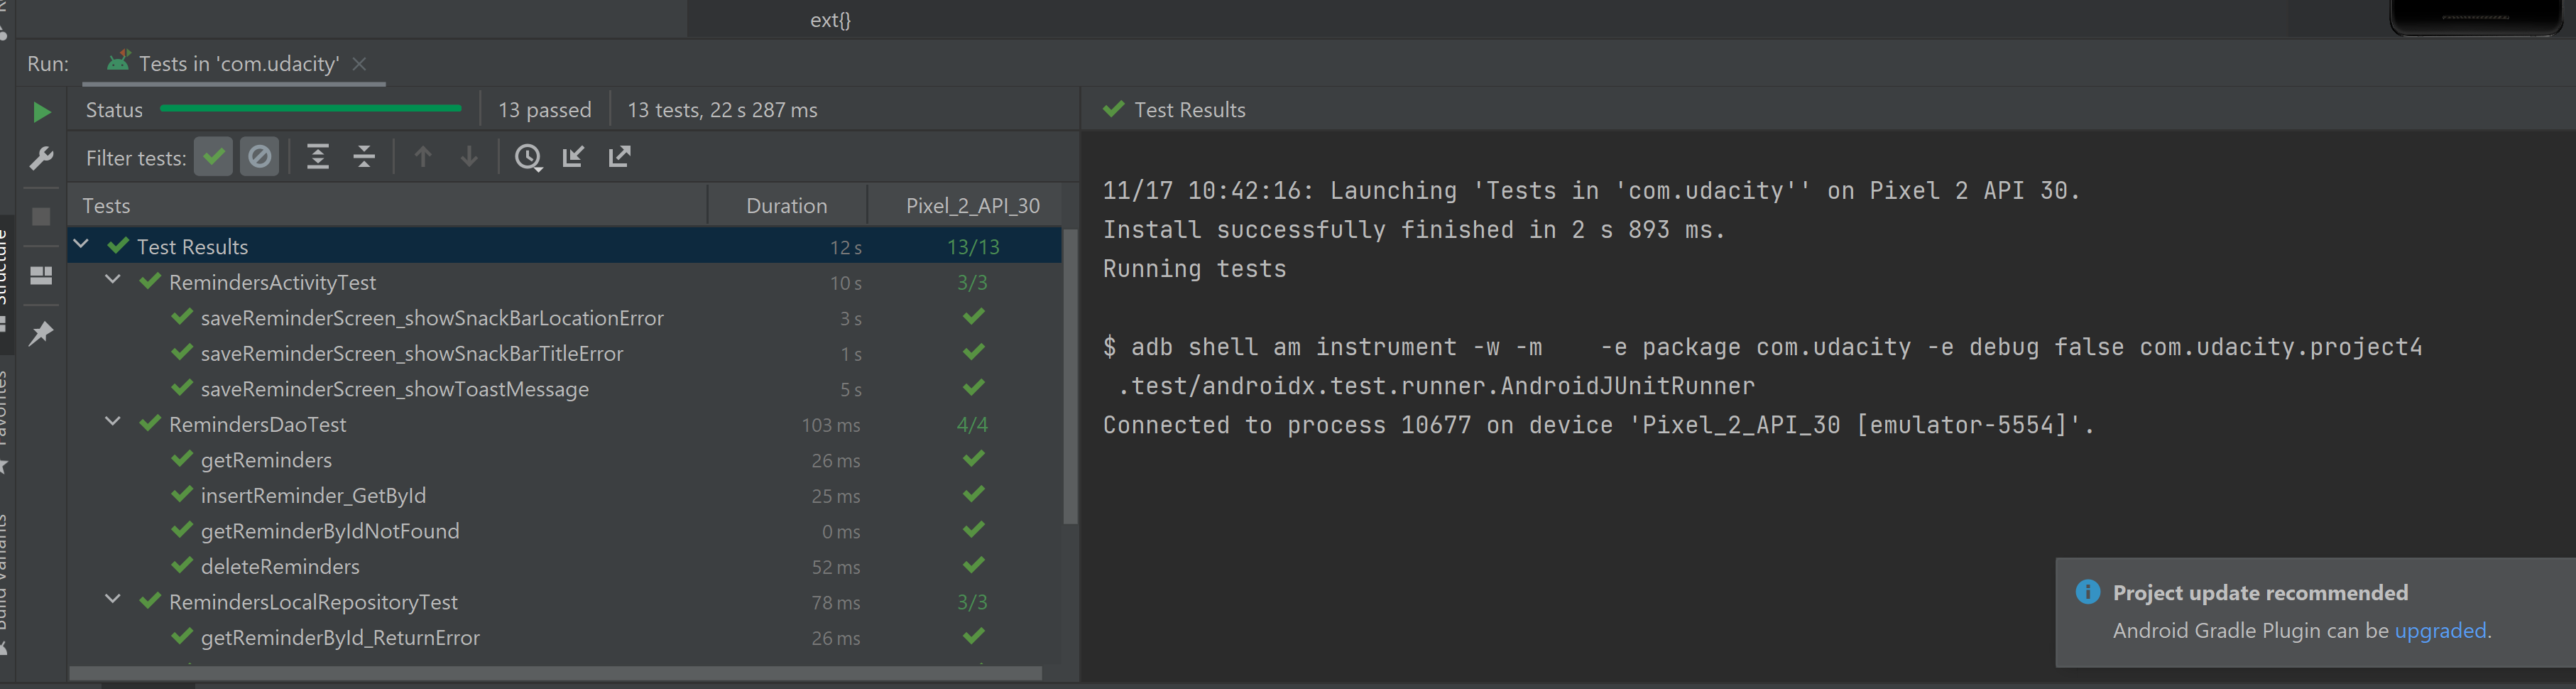 ext{}
Run: Tests in 'com.udacity'
Status 13 passed 13 tests, 22 s 287 ms
Test Results
Filter tests:
Tests Duration Pixel_2_API_30
Test Results 12 s 13/13
RemindersActivityTest 10 s 3/3
saveReminderScreen_showSnackBarLocationError 3 s
saveReminderScreen_showSnackBarTitleError 1 s
saveReminderScreen_showToastMessage 5 s
RemindersDaoTest 103 ms 4/4
getReminders 26 ms
insertReminder_GetById 25 ms
getReminderByIdNotFound 0 ms
deleteReminders 52 ms
RemindersLocalRepositoryTest 78 ms 3/3
getReminderById_ReturnError 26 ms
11/17 10:42:16: Launching 'Tests in 'com.udacity'' on Pixel 2 API 30.
Install successfully finished in 2 s 893 ms.
Running tests
$ adb shell am instrument -w -m    -e package com.udacity -e debug false com.udacity.project4
.test/androidx.test.runner.AndroidJUnitRunner
Connected to process 10677 on device 'Pixel_2_API_30 [emulator-5554]'.
Project update recommended
Android Gradle Plugin can be upgraded.
Structure
Favorites
Build Variants